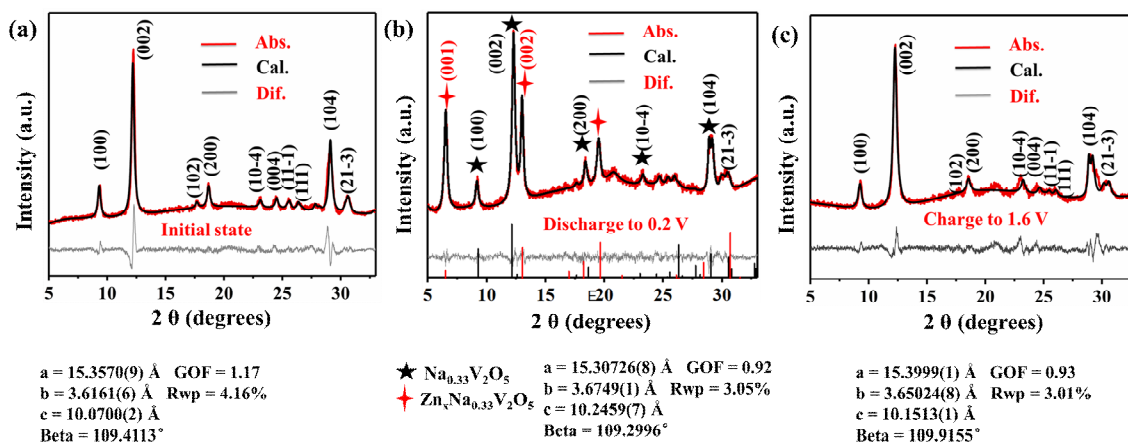 (a)
Intensity (a.u.)
(100)
(002)
(102)
(200)
(10-4)
(004)
(11-1)
(111)
(104)
(21-3)
Abs.
Cal.
Dif.
Initial state
5 10 15 20 25 30
2 θ (degrees)
a = 15.3570(9) Å GOF = 1.17
b = 3.6161(6) Å Rwp = 4.16%
c = 10.0700(2) Å
Beta = 109.4113°
(b)
Intensity (a.u.)
(001)
(100)
(002)
(002)
(200)
(10-4)
(104)
(21-3)
Abs.
Cal.
Dif.
Discharge to 0.2 V
5 10 15 E20 25 30
2 θ (degrees)
Na0.33V2O5
ZnxNa0.33V2O5
a = 15.30726(8) Å GOF = 0.92
b = 3.6749(1) Å Rwp = 3.05%
c = 10.2459(7) Å
Beta = 109.2996°
(c)
Intensity (a.u.)
(100)
(002)
(102)
(200)
(10-4)
(004)
(11-1)
(111)
(104)
(21-3)
Abs.
Cal.
Dif.
Charge to 1.6 V
5 10 15 20 25 30
2 θ (degrees)
a = 15.3999(1) Å GOF = 0.93
b = 3.65024(8) Å Rwp = 3.01%
c = 10.1513(1) Å
Beta = 109.9155°